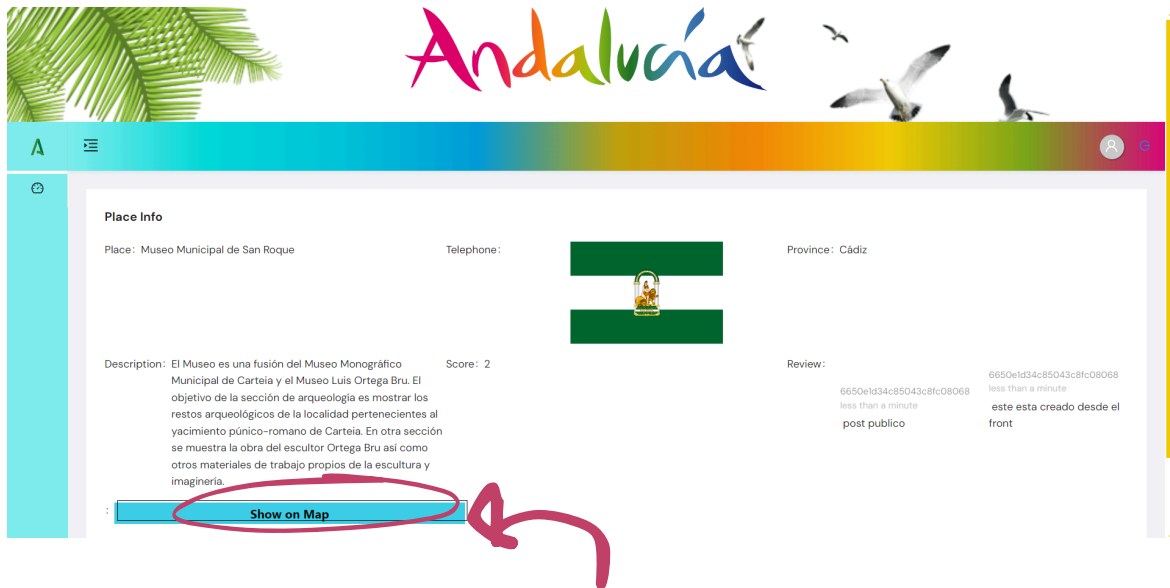 Andalucía
Place Info
Place: Museo Municipal de San Roque
Telephone:
Province: Cádiz
Description: El Museo es una fusión del Museo Monográfico
Municipal de Carteia y el Museo Luis Ortega Bru. El
objetivo de la sección de arqueología es mostrar los
restos arqueológicos de la localidad pertenecientes al
yacimiento púnico-romano de Carteia. En otra sección
se muestra la obra del escultor Ortega Bru así como
otros materiales de trabajo propios de la escultura y
imaginería.
Score: 2
Review:
6650e1d34c85043c8fc08068
less than a minute
post publico
6650e1d34c85043c8fc08068
less than a minute
este esta creado desde el
front
:
Show on Map